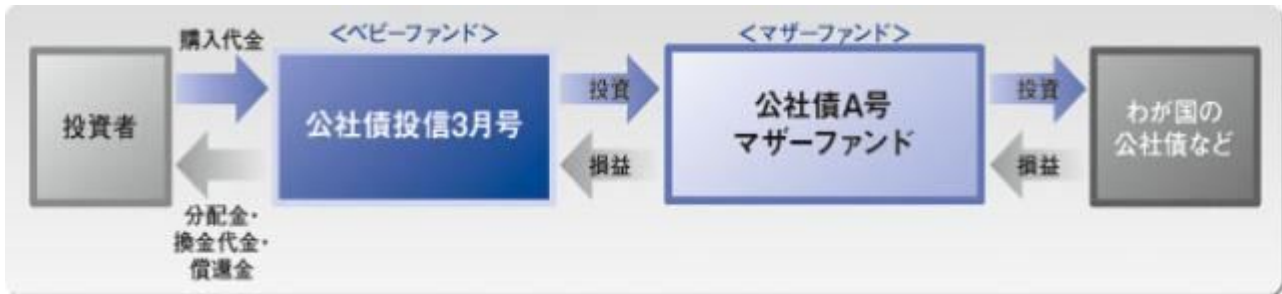 購入代金
<ベビーファンド>
<マザーファンド>
投資者
公社債投信3月号
投資
公社債A号
マザーファンド
投資
わが国の
公社債など
損益
損益
分配金・
換金代金・
償還金